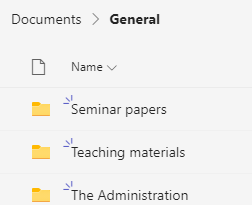 Documents > General
Name
Seminar papers
Teaching materials
The Administration